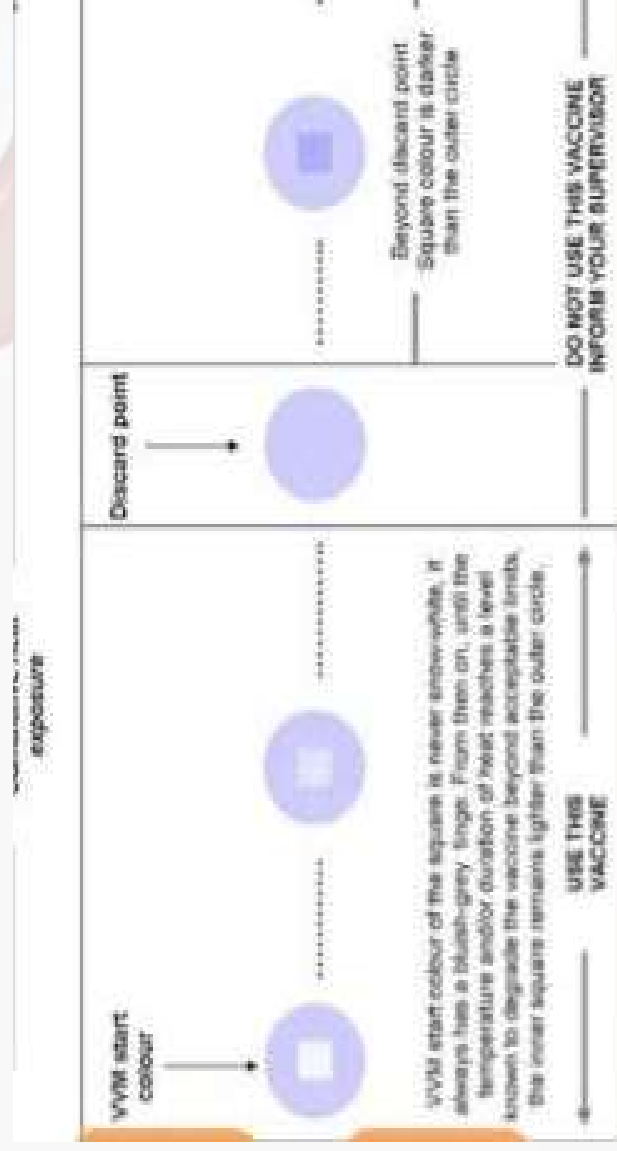 exposure
VVM start
colour
Discard point
VVM start colour of the square is never snow-white, it
always has a bluish-grey tinge. From then on, until the
temperature and/or duration of heat reaches a level
known to degrade the vaccine beyond acceptable limits,
the inner square remains lighter than the outer circle.
Beyond discard point
Square colour is darker
than the outer circle
USE THIS
VACCINE
DO NOT USE THIS VACCINE
INFORM YOUR SUPERVISOR